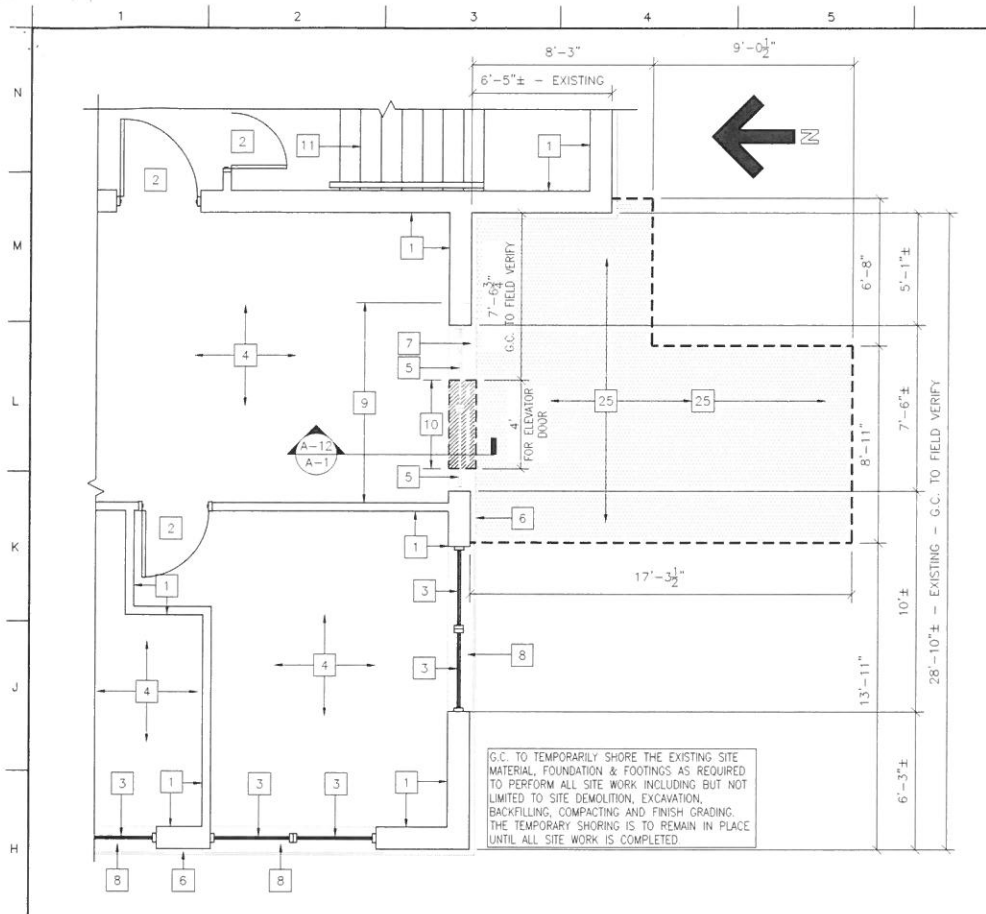 1 2 3 4 5
8'-3" 9'-0½"
6'-5"± - EXISTING
N
2 11 1
N
2
M
1
7'-6¾"
G.C. TO FIELD VERIFY
6'-8"
5'-1"±
7
4
5
L
9
10
4'
FOR ELEVATOR
DOOR
25 25
8'-11"
7'-6"±
28'-10"± - EXISTING - G.C. TO FIELD VERIFY
A-12
A-1
5
K
2
1
6
1
3
17'-3½"
10'±
J
4
4
3
8
13'-11"
G.C. TO TEMPORARILY SHORE THE EXISTING SITE
MATERIAL, FOUNDATION & FOOTINGS AS REQUIRED
TO PERFORM ALL SITE WORK INCLUDING BUT NOT
LIMITED TO SITE DEMOLITION, EXCAVATION,
BACKFILLING, COMPACTING AND FINISH GRADING.
THE TEMPORARY SHORING IS TO REMAIN IN PLACE
UNTIL ALL SITE WORK IS COMPLETED
6'-3"±
3 1 3 3 1
H
8 6 8